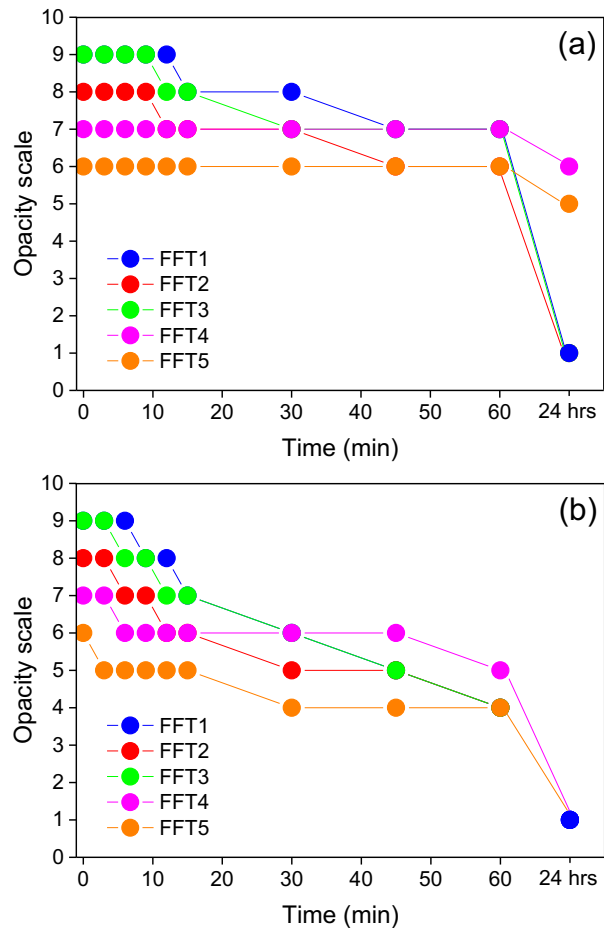 (a)
10
9
8
7
6
5
4
3
2
1
0
Opacity scale
FFT1
FFT2
FFT3
FFT4
FFT5
0 10 20 30 40 50 60 24 hrs
Time (min)
(b)
10
9
8
7
6
5
4
3
2
1
0
Opacity scale
FFT1
FFT2
FFT3
FFT4
FFT5
0 10 20 30 40 50 60 24 hrs
Time (min)